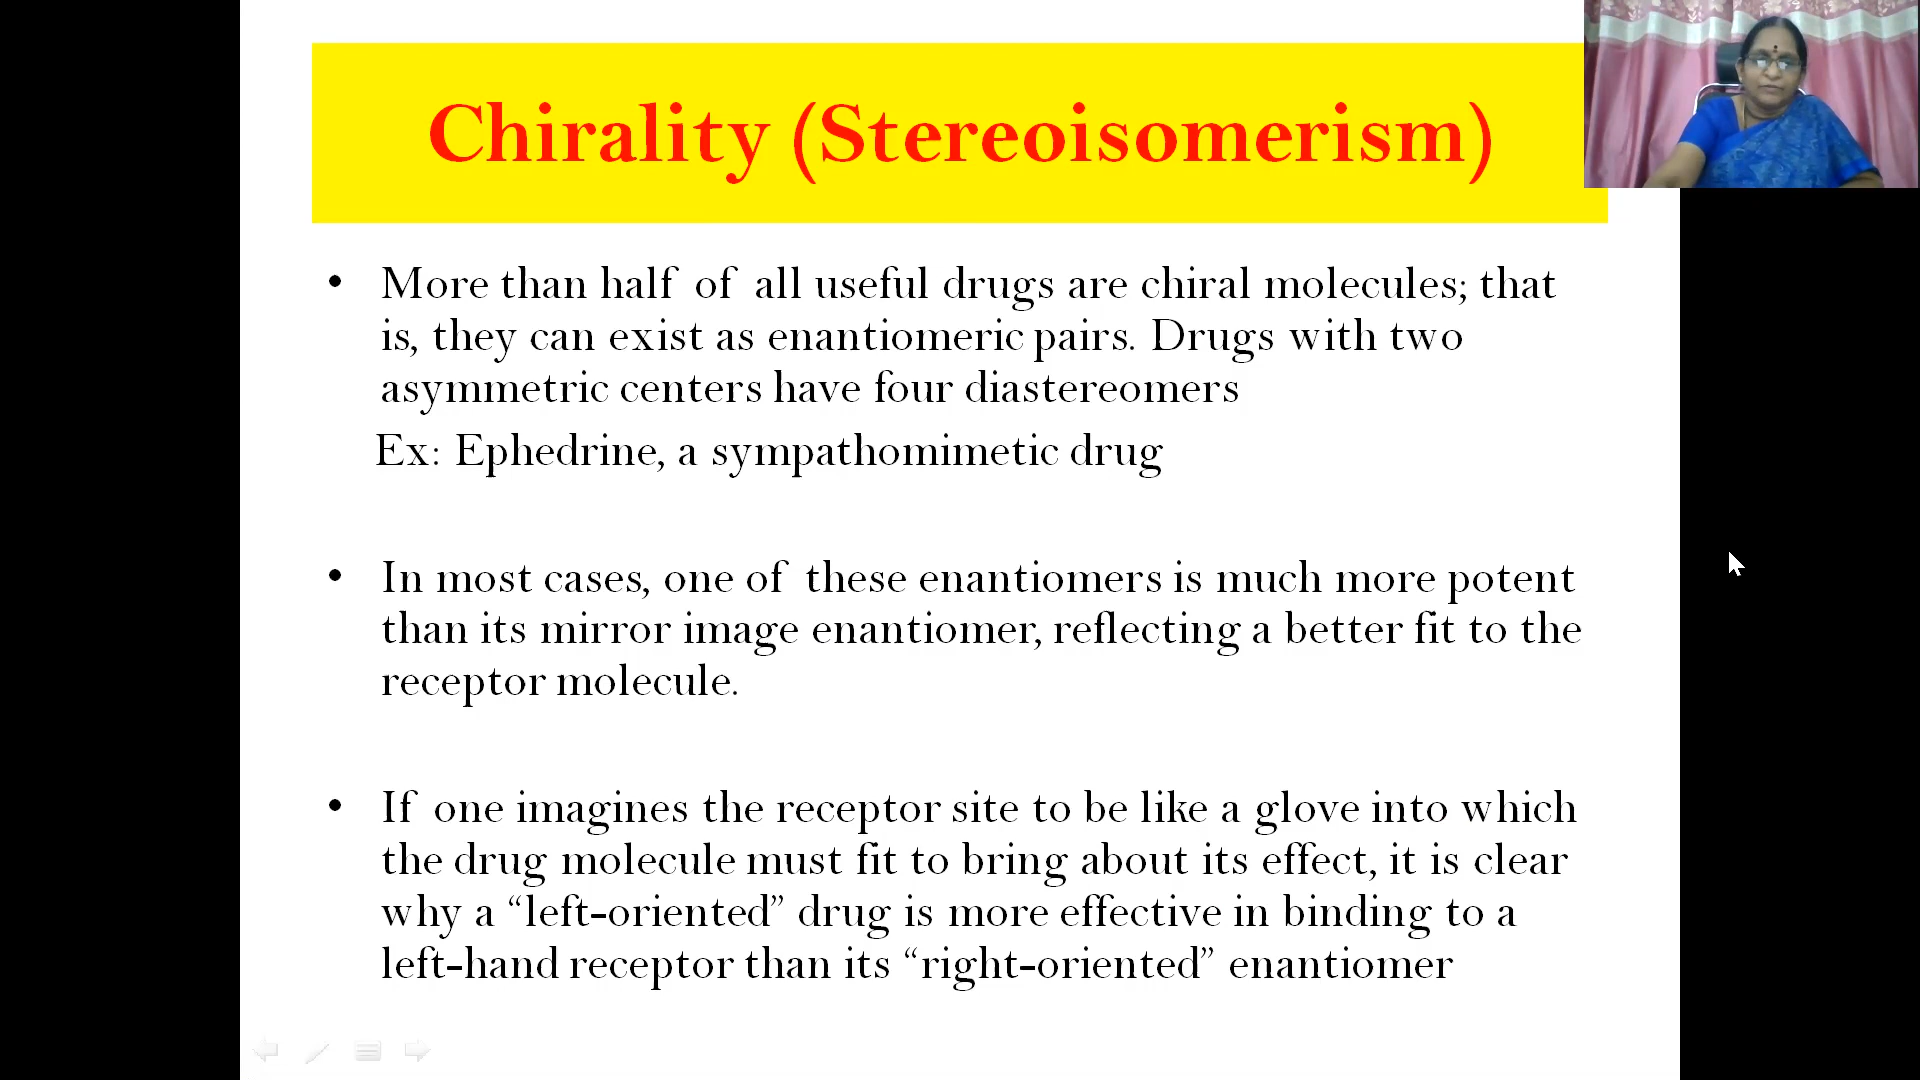 Chirality (Stereoisomerism)
• More than half of all useful drugs are chiral molecules; that
is, they can exist as enantiomeric pairs. Drugs with two
asymmetric centers have four diastereomers
Ex: Ephedrine, a sympathomimetic drug
• In most cases, one of these enantiomers is much more potent
than its mirror image enantiomer, reflecting a better fit to the
receptor molecule.
• If one imagines the receptor site to be like a glove into which
the drug molecule must fit to bring about its effect, it is clear
why a “left-oriented” drug is more effective in binding to a
left-hand receptor than its “right-oriented” enantiomer